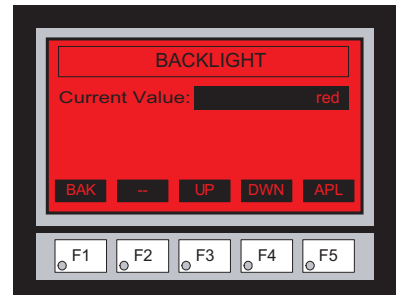 BACKLIGHT
Current Value: red
BAK -- UP DWN APL
F1 F2 F3 F4 F5